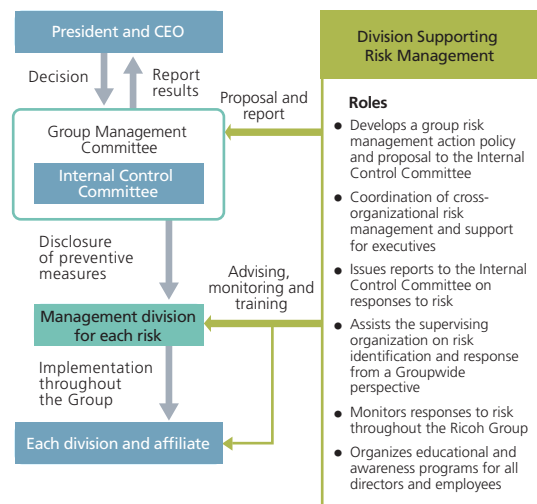 President and CEO
Decision
Report
results
Group Management
Committee
Internal Control
Committee
Disclosure
of preventive
measures
Management division
for each risk
Implementation
throughout
the Group
Each division and affiliate
Proposal and
report
Advising,
monitoring and
training
Division Supporting
Risk Management
Roles
● Develops a group risk
management action policy
and proposal to the Internal
Control Committee
● Coordination of cross-
organizational risk
management and support
for executives
● Issues reports to the Internal
Control Committee on
responses to risk
● Assists the supervising
organization on risk
identification and response
from a Groupwide
perspective
● Monitors responses to risk
throughout the Ricoh Group
● Organizes educational and
awareness programs for all
directors and employees